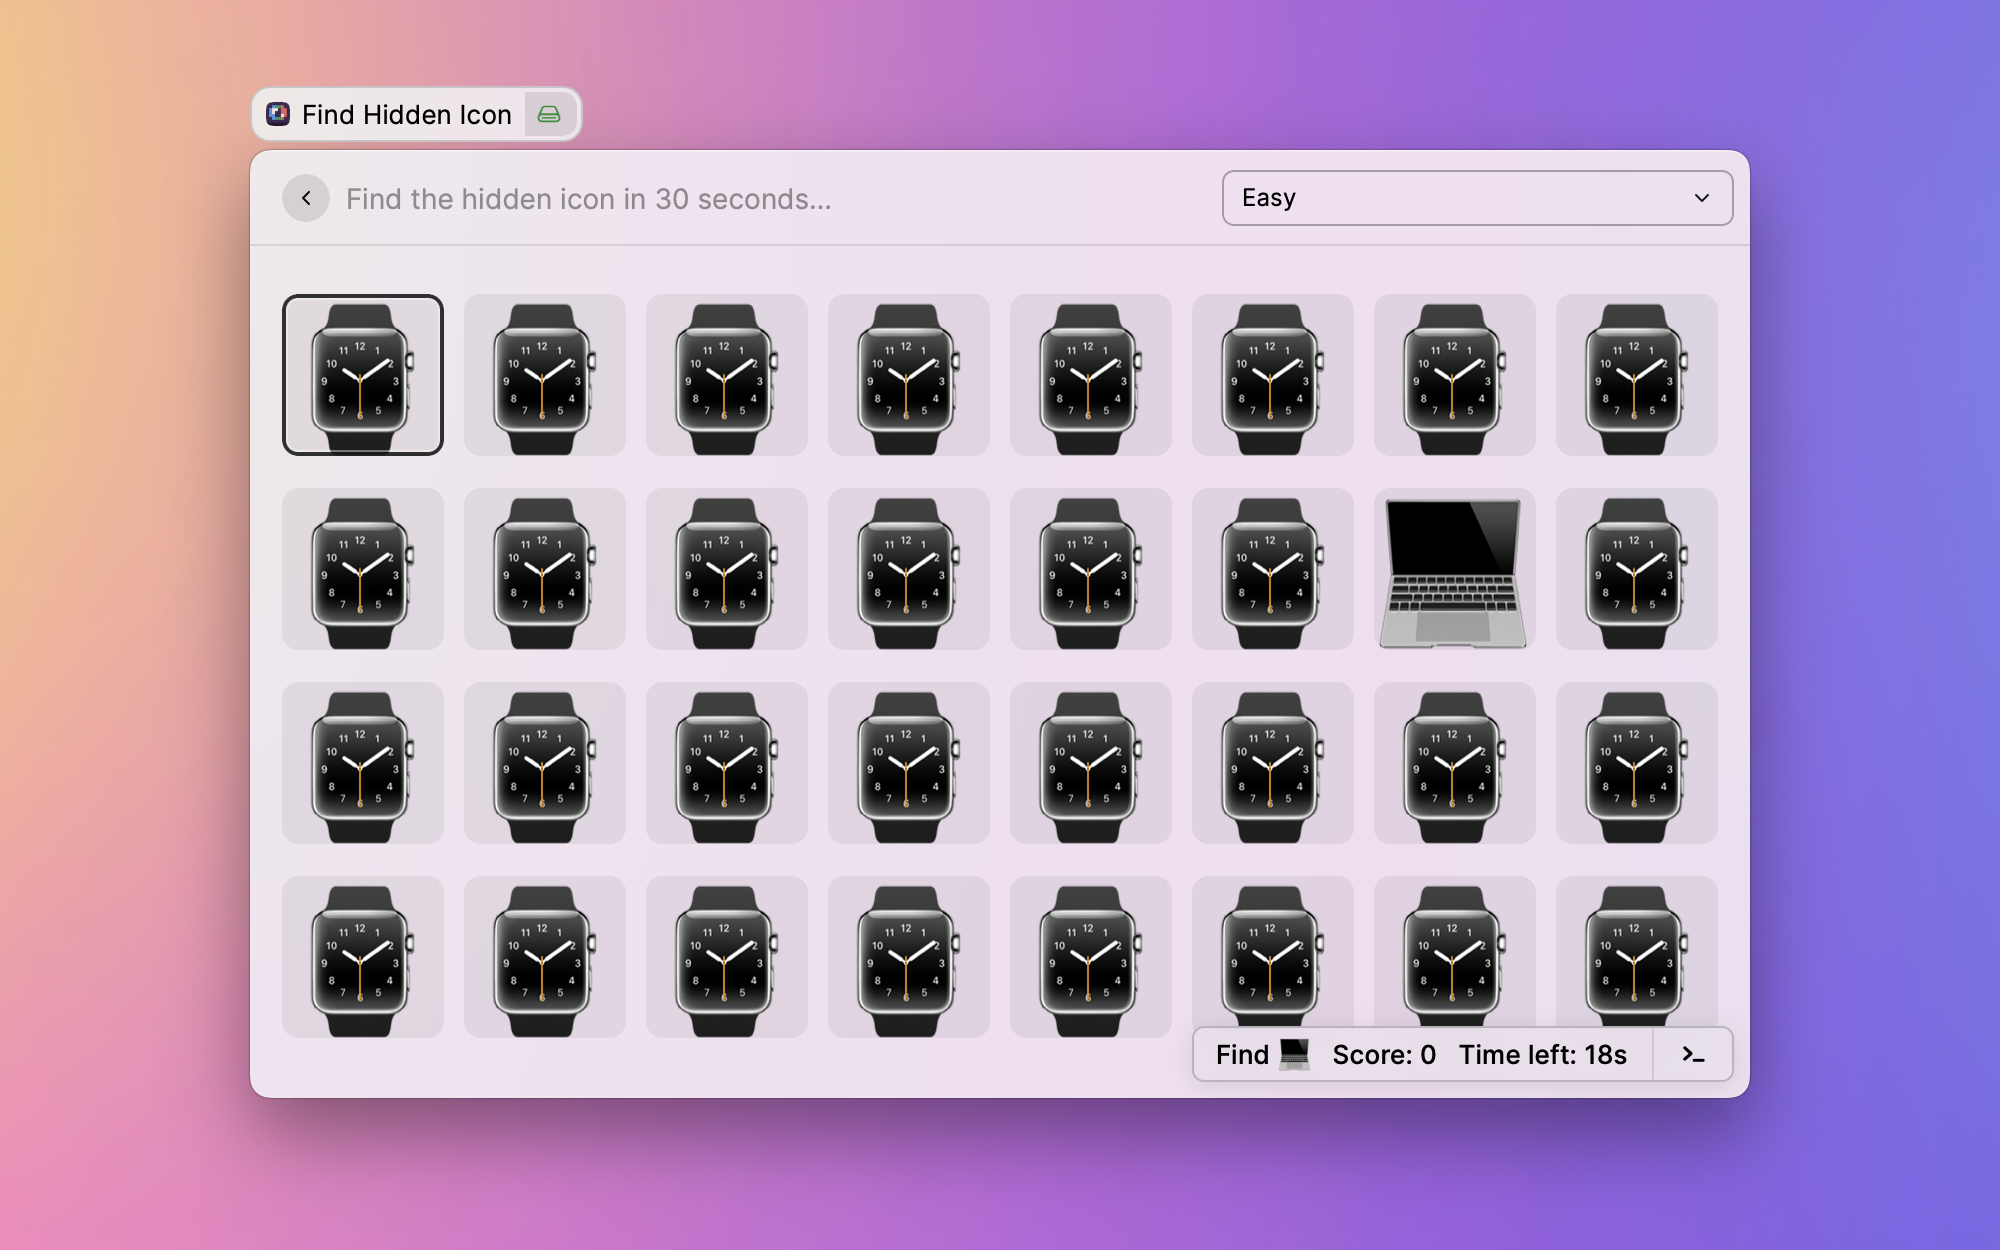 Find Hidden Icon
Find the hidden icon in 30 seconds...
Easy
Find Score: 0 Time left: 18s